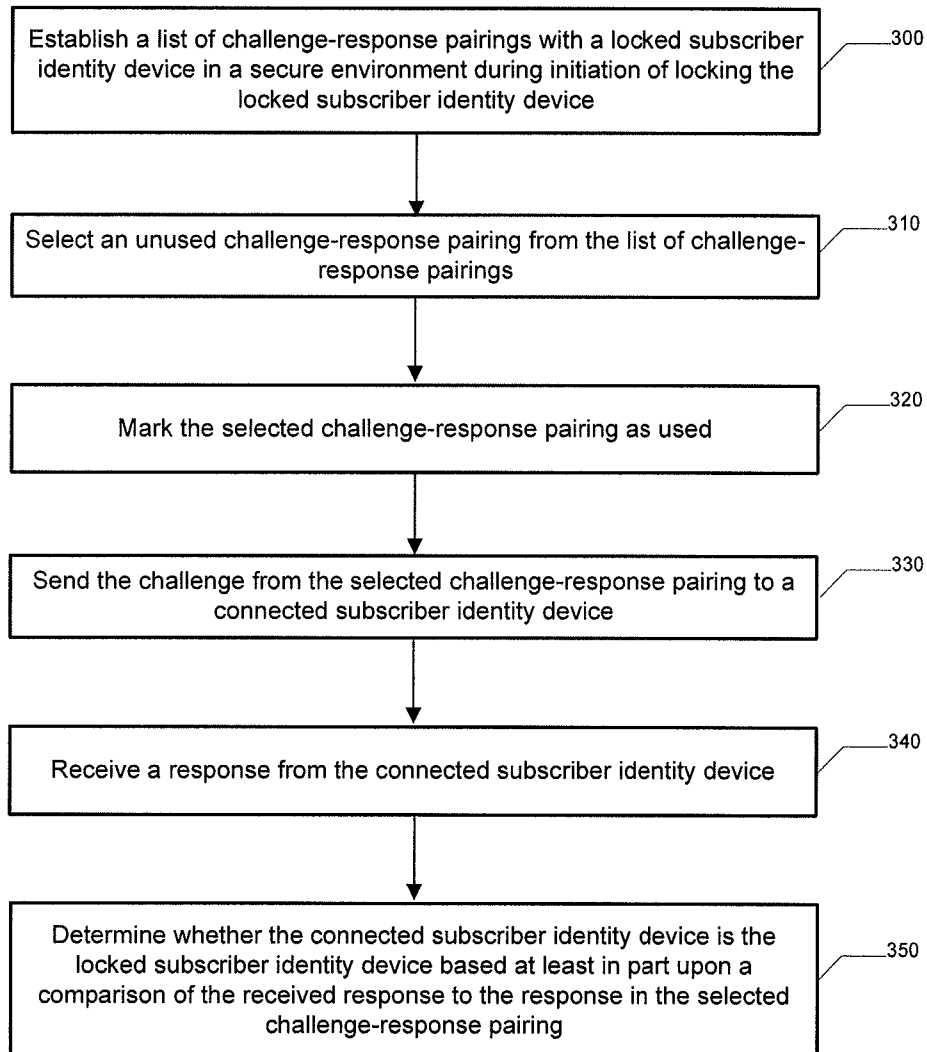 Establish a list of challenge-response pairings with a locked subscriber
identity device in a secure environment during initiation of locking the
locked subscriber identity device
300
Select an unused challenge-response pairing from the list of challenge-
response pairings
310
Mark the selected challenge-response pairing as used
320
Send the challenge from the selected challenge-response pairing to a
connected subscriber identity device
330
Receive a response from the connected subscriber identity device
340
Determine whether the connected subscriber identity device is the
locked subscriber identity device based at least in part upon a
comparison of the received response to the response in the selected
challenge-response pairing
350